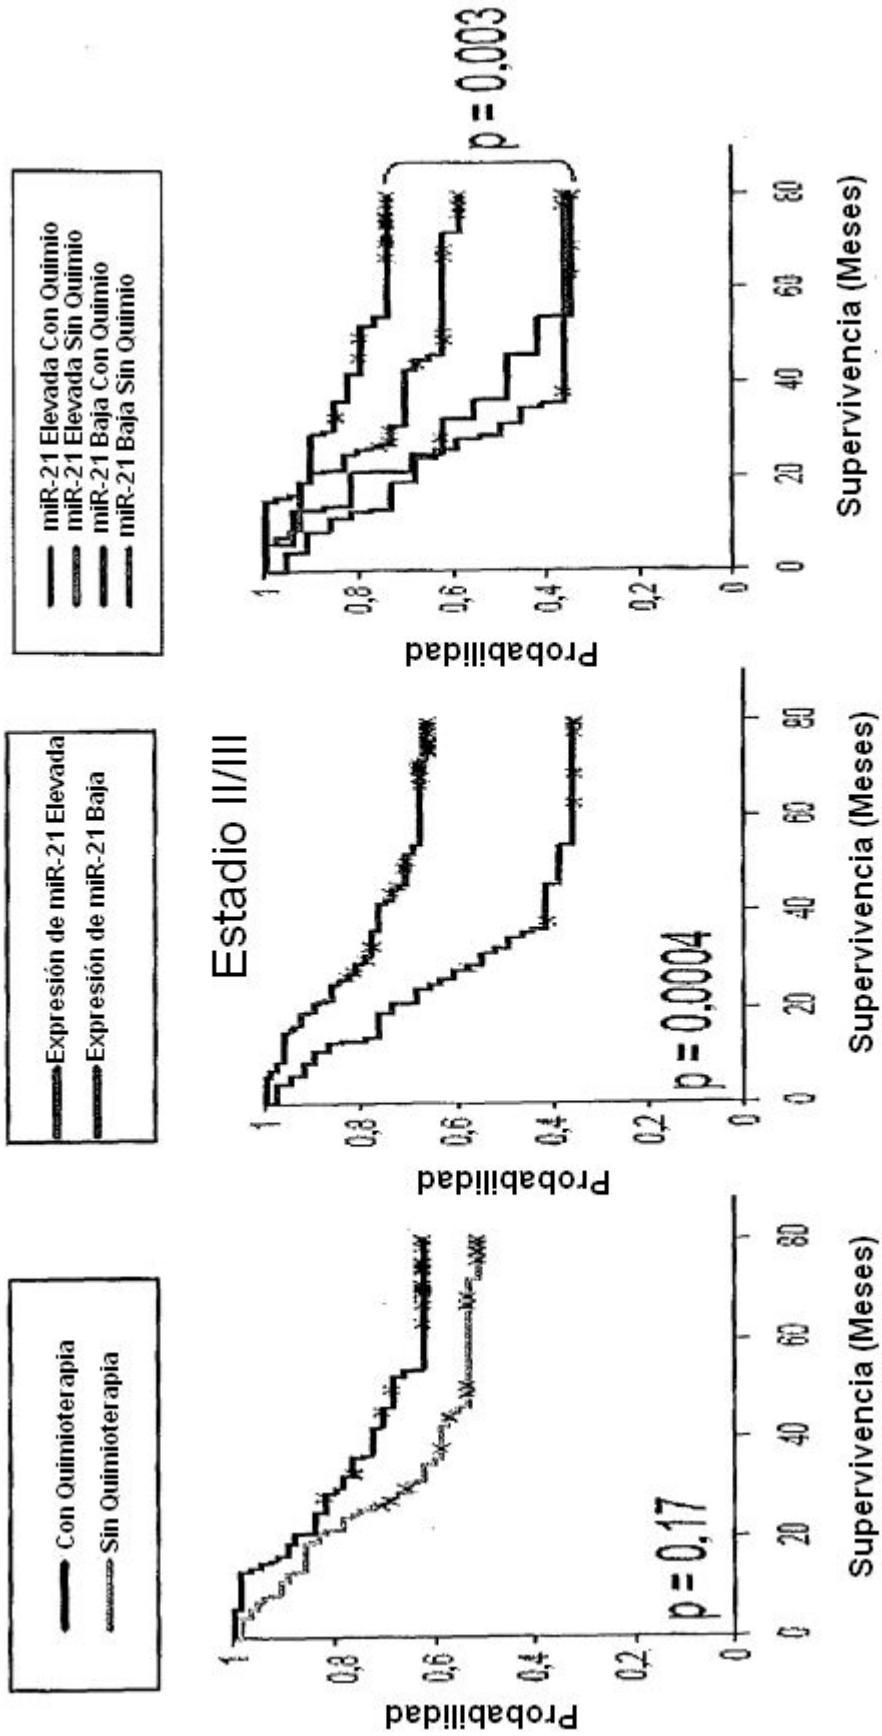 Con Quimioterapia
Sin Quimioterapia
Probabilidad
1
0,8
0,6
0,4
0,2
0
p = 0,17
0 20 40 60 80
Supervivencia (Meses)
Expresión de miR-21 Elevada
Expresión de miR-21 Baja
Estadio II/III
Probabilidad
1
0,8
0,6
0,4
0,2
0
p = 0,0004
0 20 40 60 80
Supervivencia (Meses)
miR-21 Elevada Con Quimio
miR-21 Elevada Sin Quimio
miR-21 Baja Con Quimio
miR-21 Baja Sin Quimio
Probabilidad
1
0,8
0,6
0,4
0,2
0
p = 0,003
0 20 40 60 80
Supervivencia (Meses)